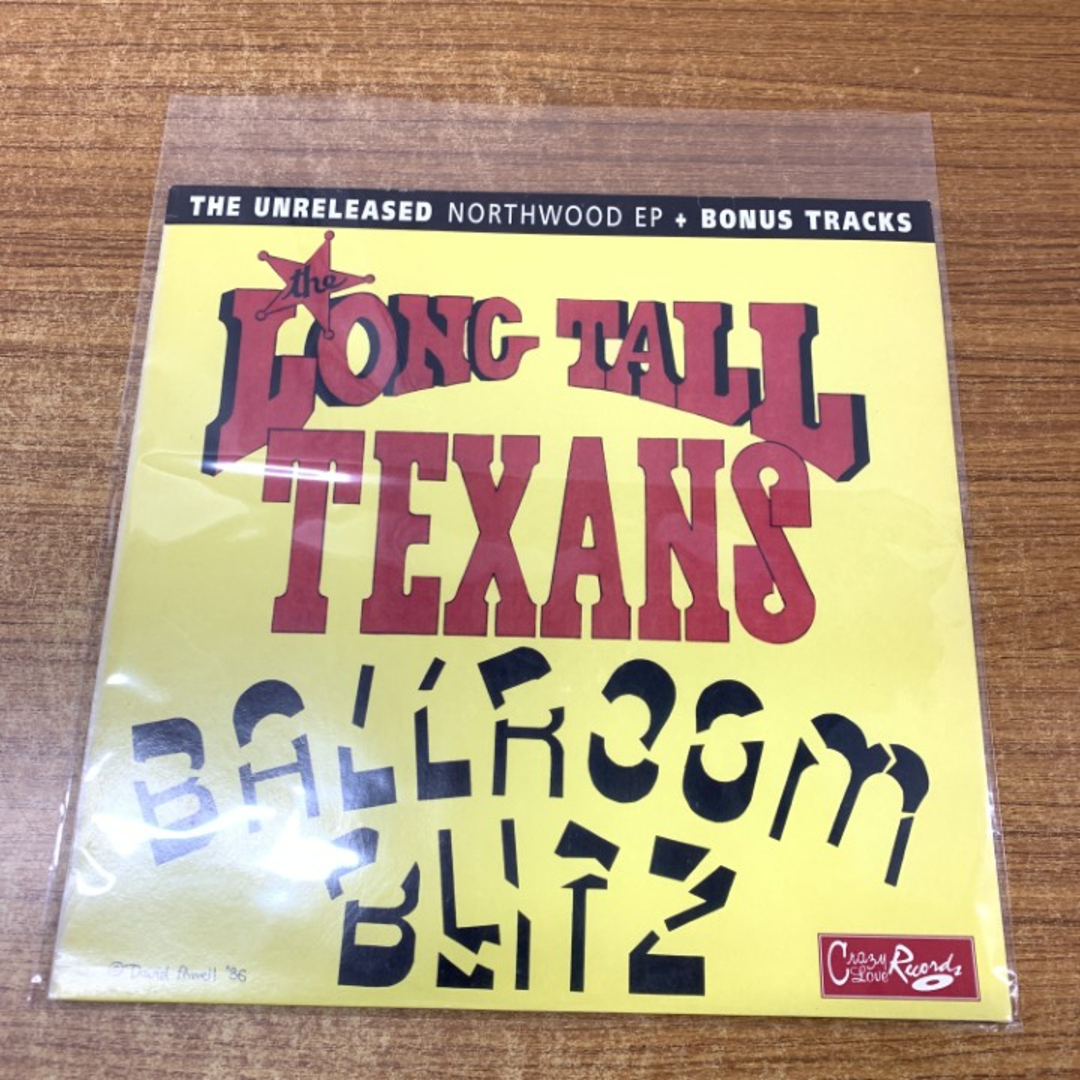 THE UNRELEASED NORTHWOOD EP + BONUS TRACKS
the
LONG TALL
TEXANS
BALLROOM
BLITZ
© David Powell '86
Crazy Love Records